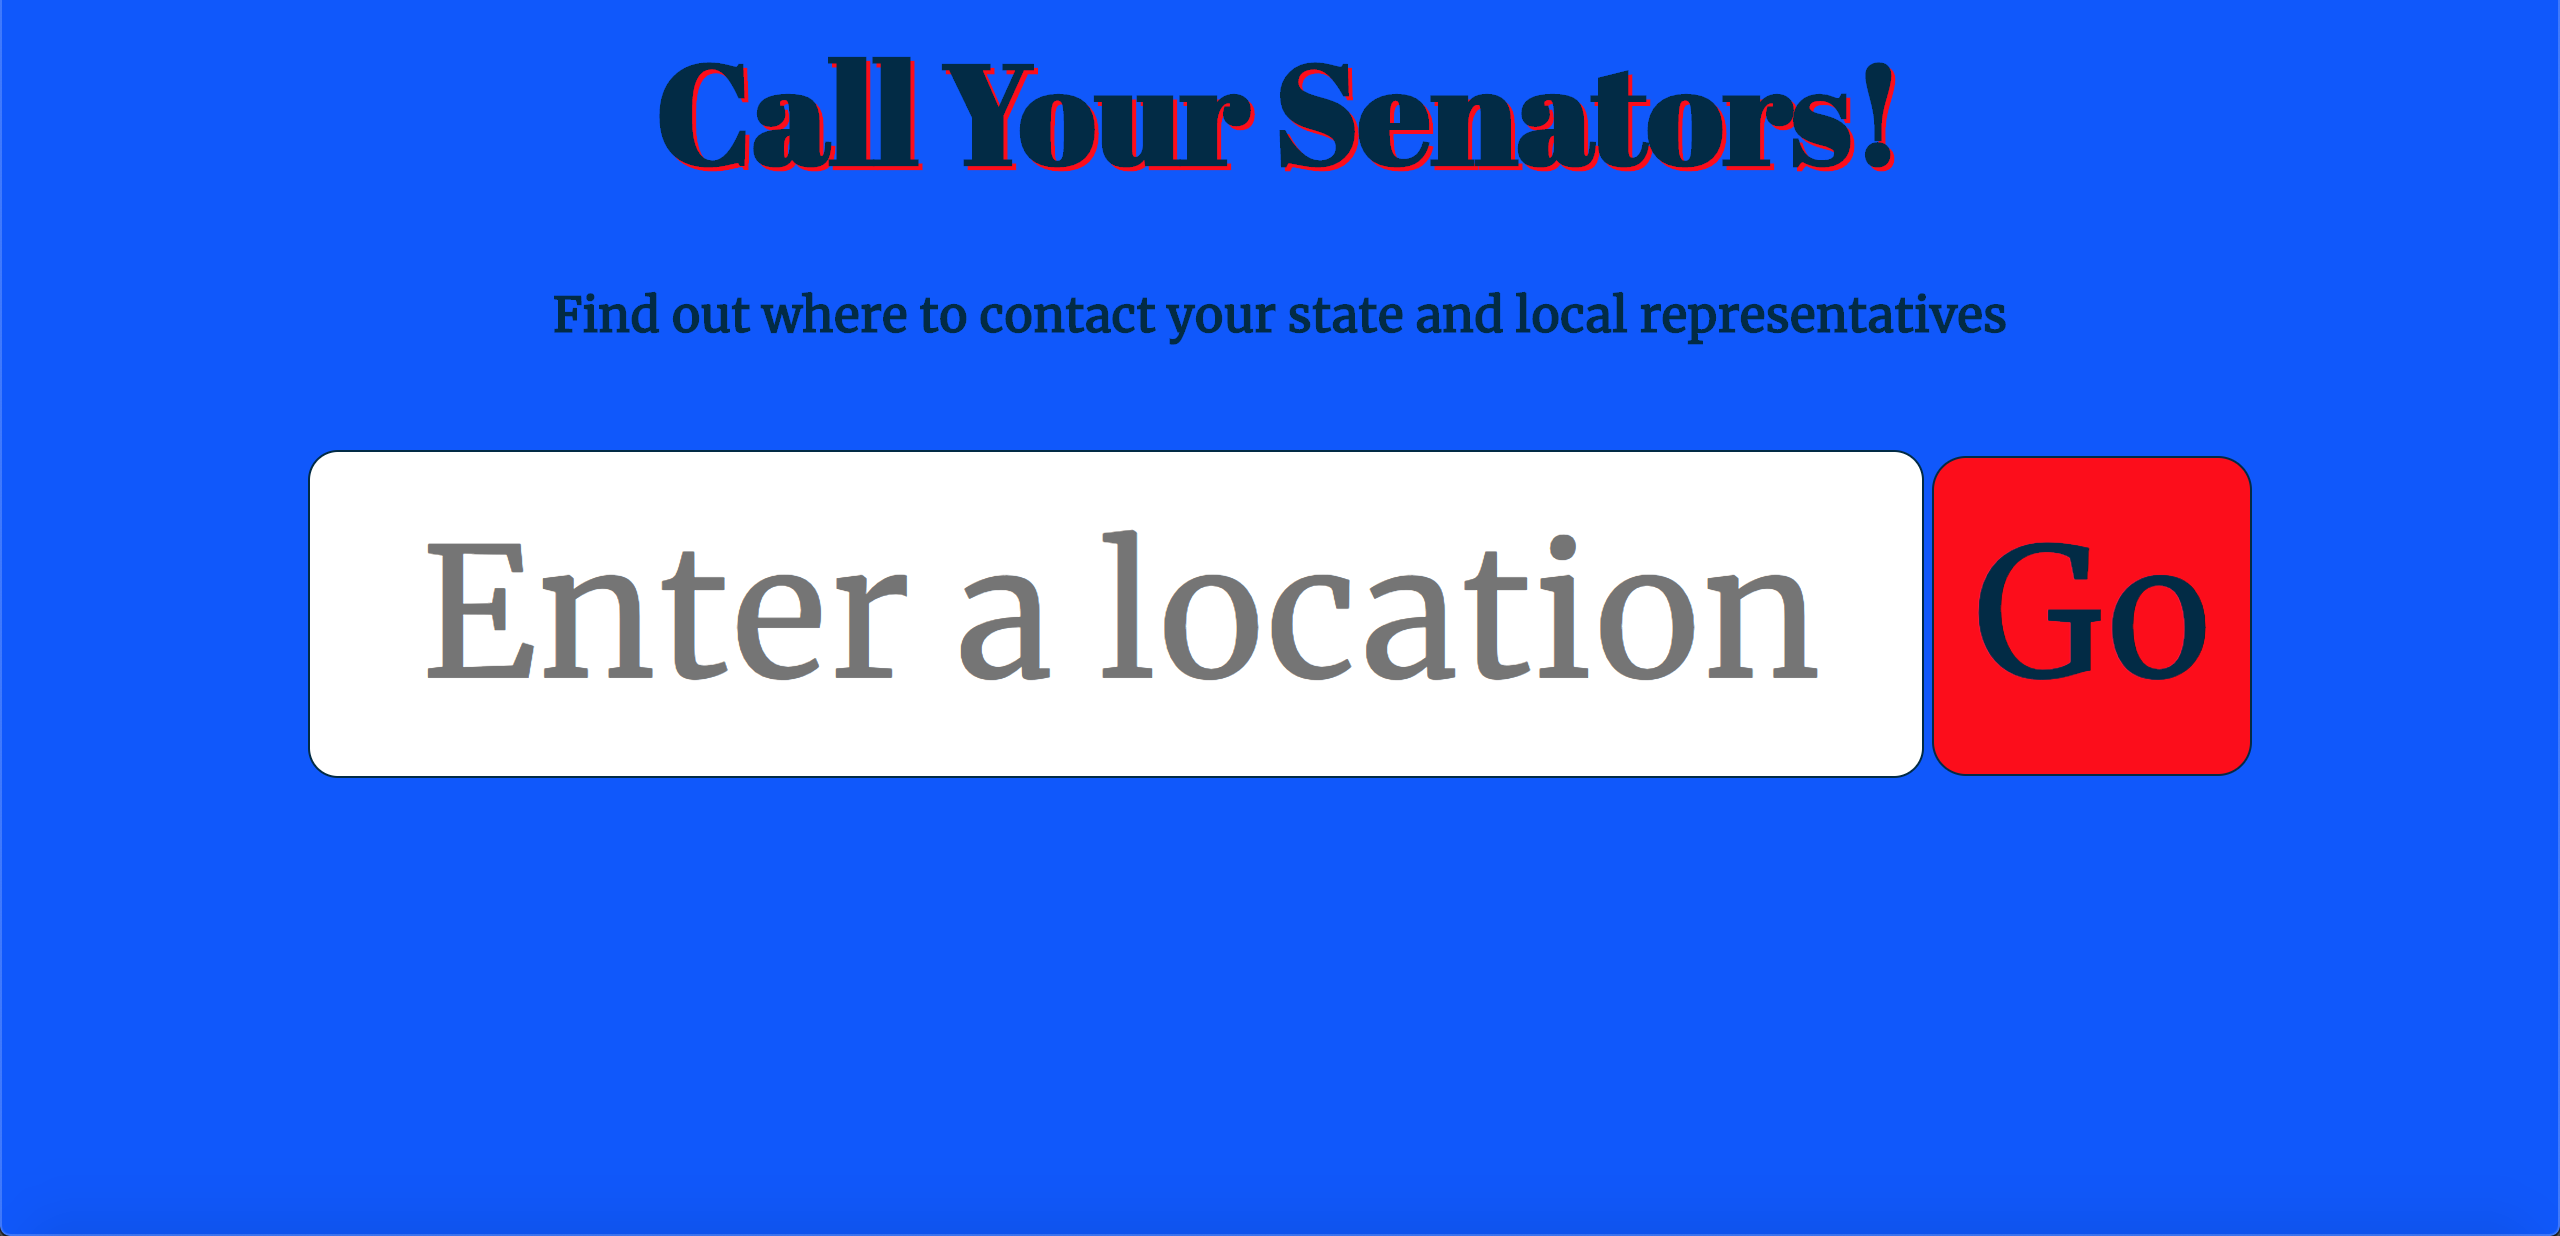 Call Your Senators!
Find out where to contact your state and local representatives
Enter a location
Go